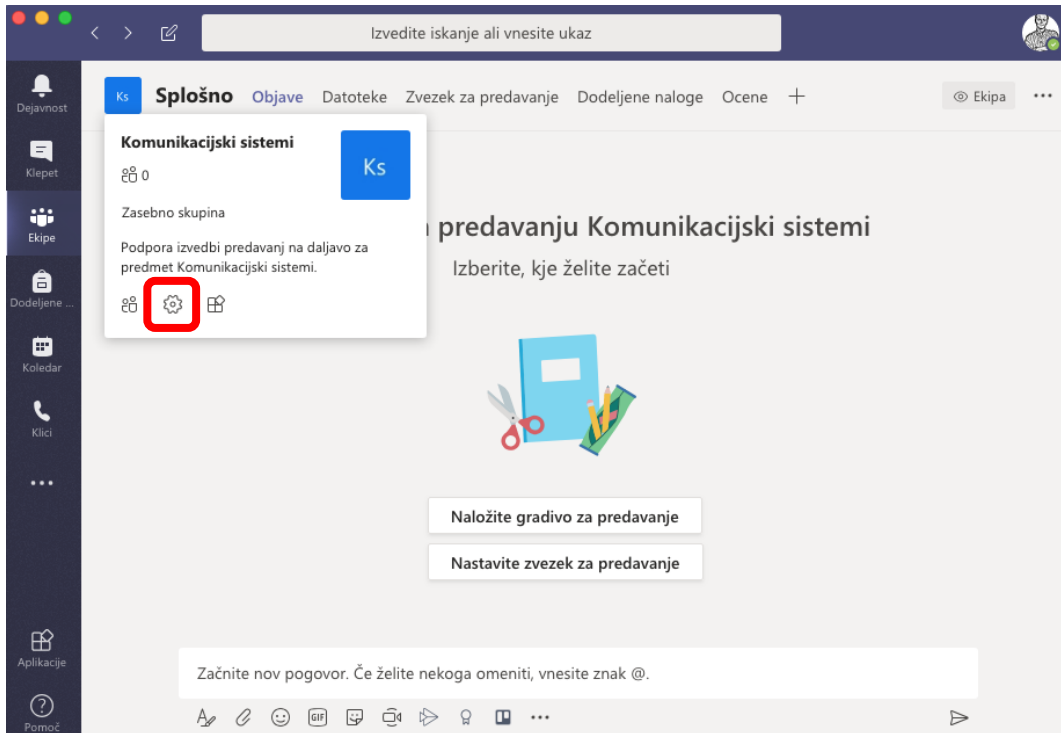 Izvedite iskanje ali vnesite ukaz
Dejavnost
Klepet
Ekipe
Dodeljene ...
Koledar
Klici
Aplikacije
Pomoč
Ks Splošno Objave Datoteke Zvezek za predavanje Dodeljene naloge Ocene Ekipa
Komunikacijski sistemi
Ks
0
Zasebno skupina
Podpora izvedbi predavanj na daljavo za
predmet Komunikacijski sistemi.
predavanju Komunikacijski sistemi
Izberite, kje želite začeti
Naložite gradivo za predavanje
Nastavite zvezek za predavanje
Začnite nov pogovor. Če želite nekoga omeniti, vnesite znak @.
GIF